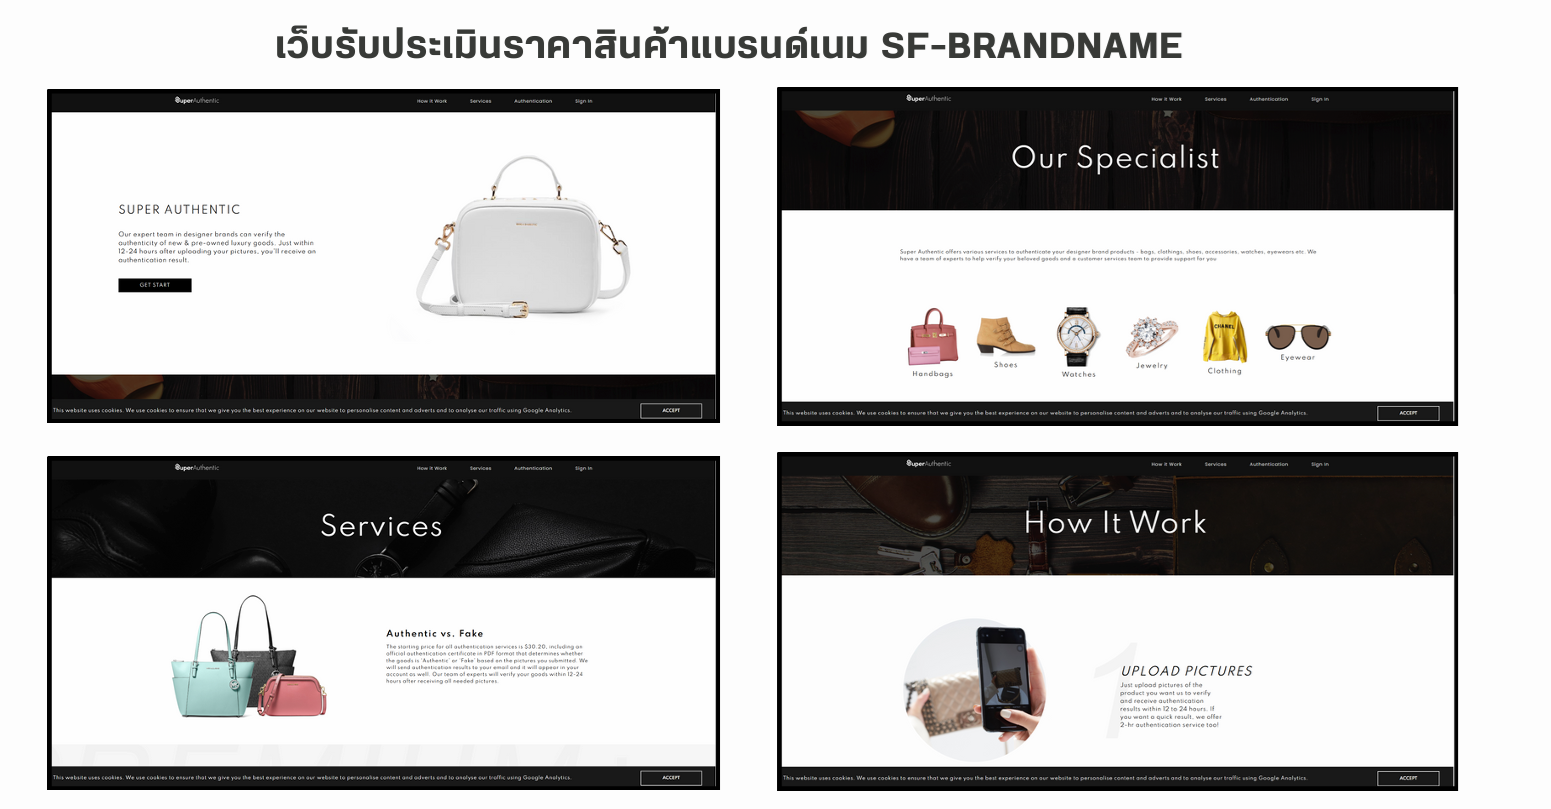 เว็บรับประเมินราคาสินค้าแบรนด์เนม SF-BRANDNAME
SuperAuthentic
How It Work Services Authentication Sign In
SUPER AUTHENTIC
Our expert team in designer brands can verify the
authenticity of new & pre-owned luxury goods. Just within
12-24 hours after uploading your pictures, you'll receive an
authentication result.
GET START
This website uses cookies. We use cookies to ensure that we give you the best experience on our website to personalise content and adverts and to analyse our traffic using Google Analytics.
ACCEPT
SuperAuthentic
How It Work Services Authentication Sign In
Our Specialist
Super Authentic offers various services to authenticate your designer brand products - bags, clothings, shoes, accessories, watches, eyewears etc. We
have a team of experts to help verify your beloved goods and a customer services team to provide support for you
CHANEL
Handbags Shoes Watches Jewelry Clothing Eyewear
This website uses cookies. We use cookies to ensure that we give you the best experience on our website to personalise content and adverts and to analyse our traffic using Google Analytics.
ACCEPT
SuperAuthentic
How It Work Services Authentication Sign In
Services
Authentic vs. Fake
The starting price for all authentication services is $30.20, including an
official authentication certificate in PDF format that determines whether
the goods is 'Authentic' or 'Fake' based on the pictures you submitted. We
will send authentication results to your email and it will appear in your
account as well. Our team of experts will verify your goods within 12-24
hours after receiving all needed pictures.
This website uses cookies. We use cookies to ensure that we give you the best experience on our website to personalise content and adverts and to analyse our traffic using Google Analytics.
ACCEPT
SuperAuthentic
How It Work Services Authentication Sign In
How It Work
1
UPLOAD PICTURES
Just upload pictures of the
product you want us to verify
and receive authentication
results within 12 to 24 hours. If
you want a quick result, we offer
2-hr authentication service too!
This website uses cookies. We use cookies to ensure that we give you the best experience on our website to personalise content and adverts and to analyse our traffic using Google Analytics.
ACCEPT